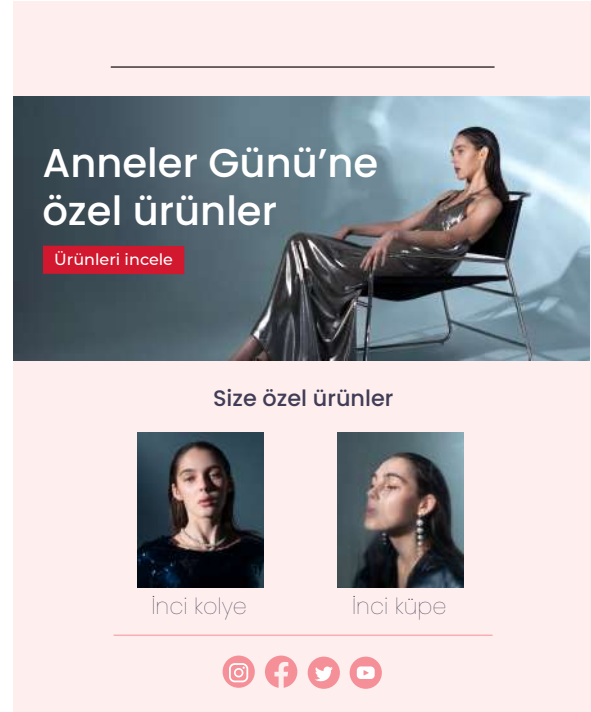 Anneler Günü’ne
özel ürünler
Ürünleri incele
Size özel ürünler
İnci kolye
İnci küpe